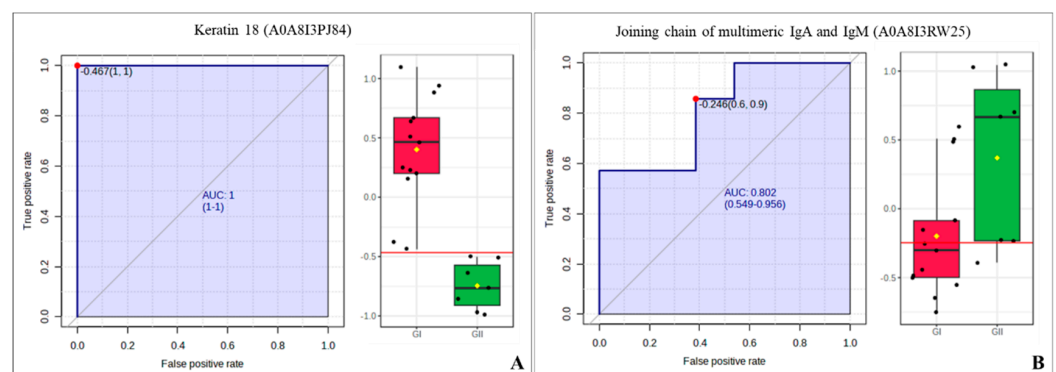 Keratin 18 (A0A8I3PJ84)
1.0
0.8
0.6
0.4
0.2
0.0
True positive rate
-0.467(1, 1)
AUC: 1
(1-1)
0.0 0.2 0.4 0.6 0.8 1.0
False positive rate
1.0
0.5
0.0
-0.5
-1.0
GI GII
A
Joining chain of multimeric IgA and IgM (A0A8I3RW25)
1.0
0.8
0.6
0.4
0.2
0.0
True positive rate
-0.246(0.6, 0.9)
AUC: 0.802
(0.549-0.956)
0.0 0.2 0.4 0.6 0.8 1.0
False positive rate
1.0
0.5
0.0
-0.5
GI GII
B